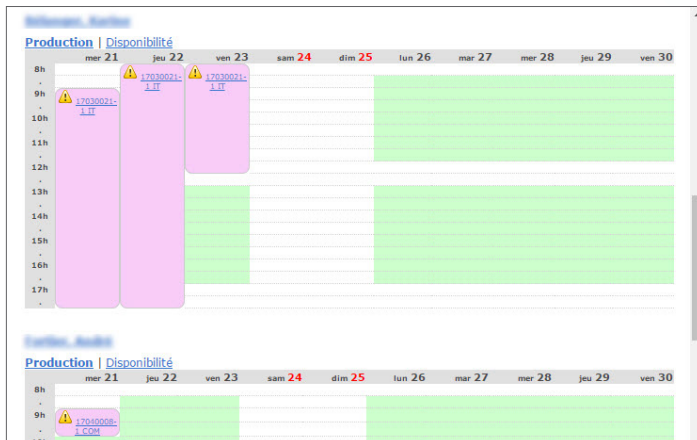 Production | Disponibilité
mer 21 jeu 22 ven 23 sam 24 dim 25 lun 26 mar 27 mer 28 jeu 29 ven 30
8h
17030021-
1 IT
17030021-
1 IT
.
9h
17030021-
1 IT
.
10h
.
11h
.
12h
.
13h
.
14h
.
15h
.
16h
.
17h
.
Production | Disponibilité
mer 21 jeu 22 ven 23 sam 24 dim 25 lun 26 mar 27 mer 28 jeu 29 ven 30
8h
.
9h
17040008-
1 COM
.